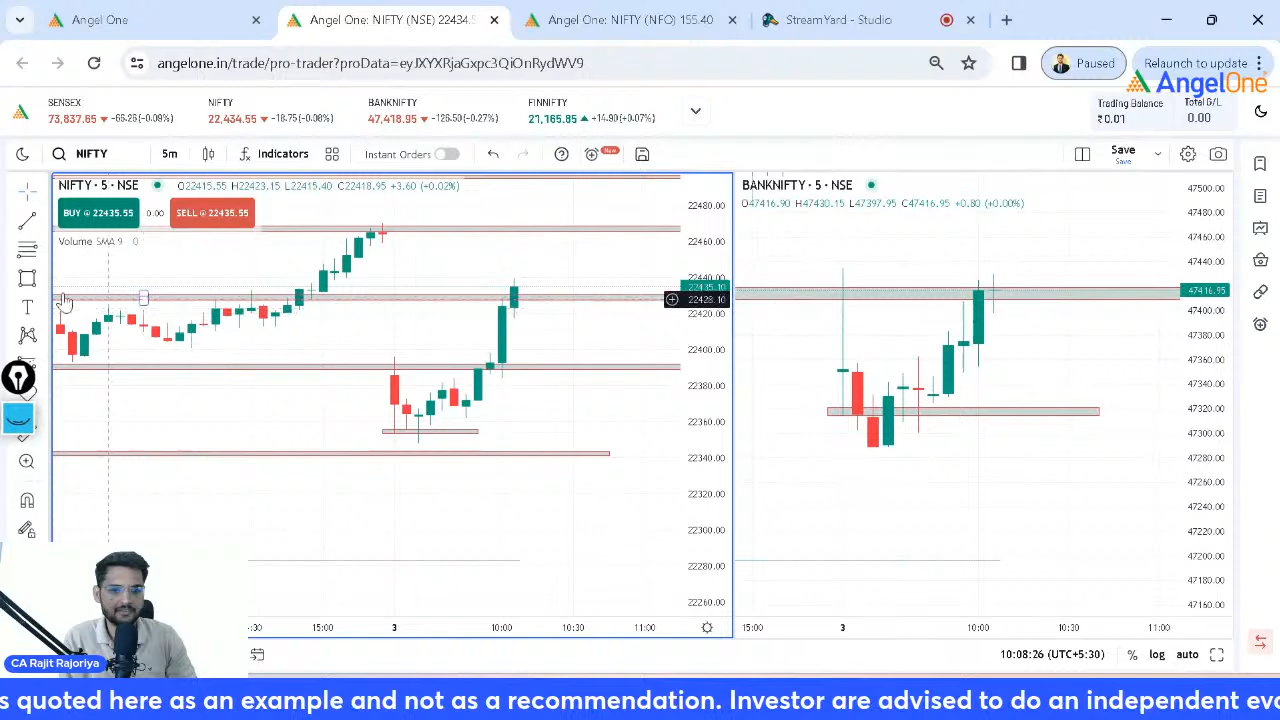 Angel One
Angel One: NIFTY (NSE) 22434.5
Angel One: NIFTY (NFO) 155.40
StreamYard - Studio
angelone.in/trade/pro-trader?proData=eyJXYXRjaGxpc3QiOnRydWV9
Paused
Relaunch to update
AngelOne
SENSEX
73,837.65 -66.26 (-0.09%)
NIFTY
22,434.55 -18.75 (-0.08%)
BANKNIFTY
47,418.95 -126.50 (-0.27%)
FINNIFTY
21,165.85 +14.90 (+0.07%)
Trading Balance
₹0.01
Total G/L
0.00
NIFTY
5m
Indicators
Instant Orders
New
Save
Save
NIFTY · 5 · NSE
O22415.55 H22423.15 L22415.40 C22418.95 +3.60 (+0.02%)
BUY @ 22435.55
0.00
SELL @ 22435.55
Volume SMA 9 0
22480.00
22460.00
22440.00
22435.10
22428.10
22420.00
22400.00
22380.00
22360.00
22340.00
22320.00
22300.00
22280.00
22260.00
:30
15:00
3
10:00
10:30
11:00
BANKNIFTY · 5 · NSE
O47416.90 H47430.15 L47397.95 C47416.95 +0.80 (+0.00%)
47500.00
47480.00
47460.00
47440.00
47416.95
47400.00
47380.00
47360.00
47340.00
47320.00
47300.00
47280.00
47260.00
47240.00
47220.00
47200.00
47180.00
47160.00
15:00
3
10:00
10:30
11:00
10:08:26 (UTC+5:30)
%
log
auto
CA Rajit Rajoriya
s quoted here as an example and not as a recommendation. Investor are advised to do an independent eva